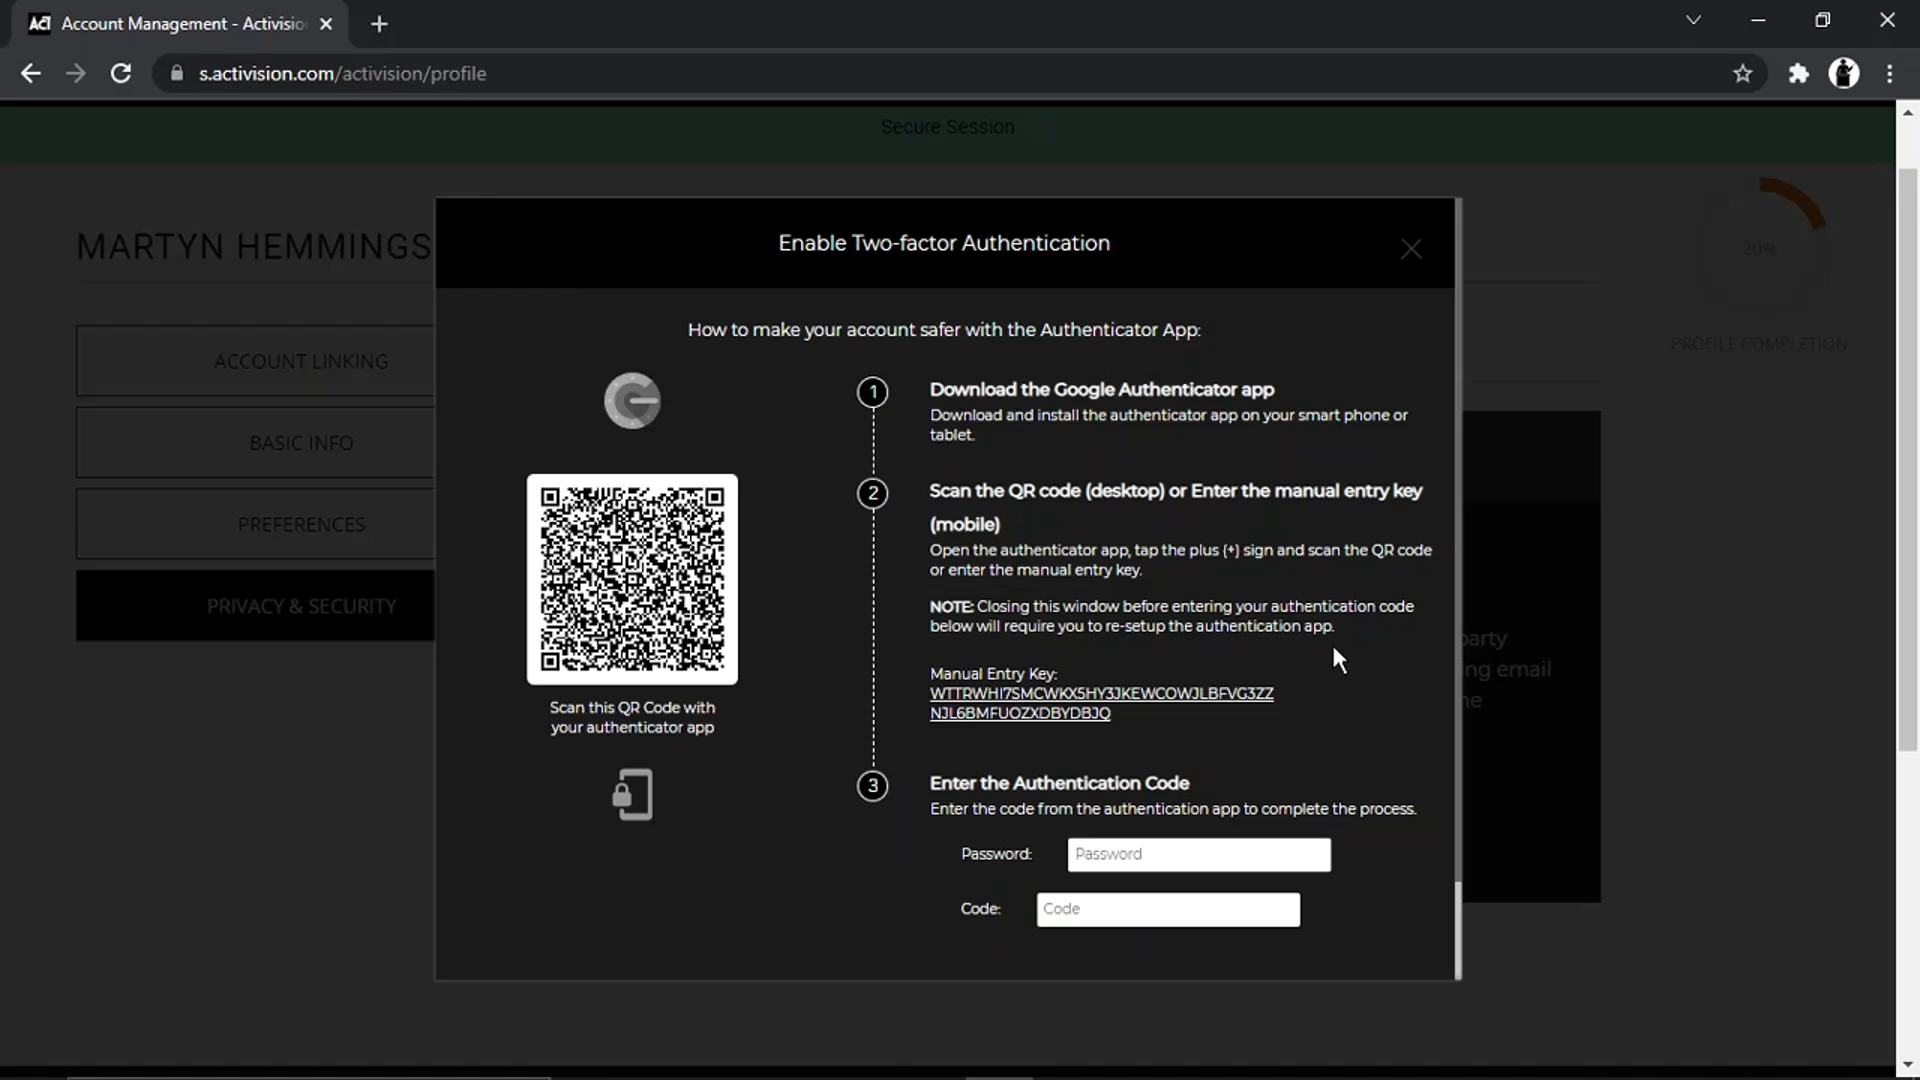 Account Management - Activisio
s.activision.com/activision/profile
Secure Session
MARTYN HEMMINGS
20%
PROFILE COMPLETION
ACCOUNT LINKING
BASIC INFO
PREFERENCES
PRIVACY & SECURITY
Enable Two-factor Authentication
How to make your account safer with the Authenticator App:
1
Download the Google Authenticator app
Download and install the authenticator app on your smart phone or
tablet.
2
Scan the QR code (desktop) or Enter the manual entry key
(mobile)
Open the authenticator app, tap the plus (+) sign and scan the QR code
or enter the manual entry key.
NOTE: Closing this window before entering your authentication code
below will require you to re-setup the authentication app.
Manual Entry Key:
WTTRWHI7SMCWKX5HY3JKEWCOWJLBFVG3ZZ
NJL6BMFUOZXDBYDBJQ
Scan this QR Code with
your authenticator app
3
Enter the Authentication Code
Enter the code from the authentication app to complete the process.
Password: Password
Code: Code
party
ng email
ne